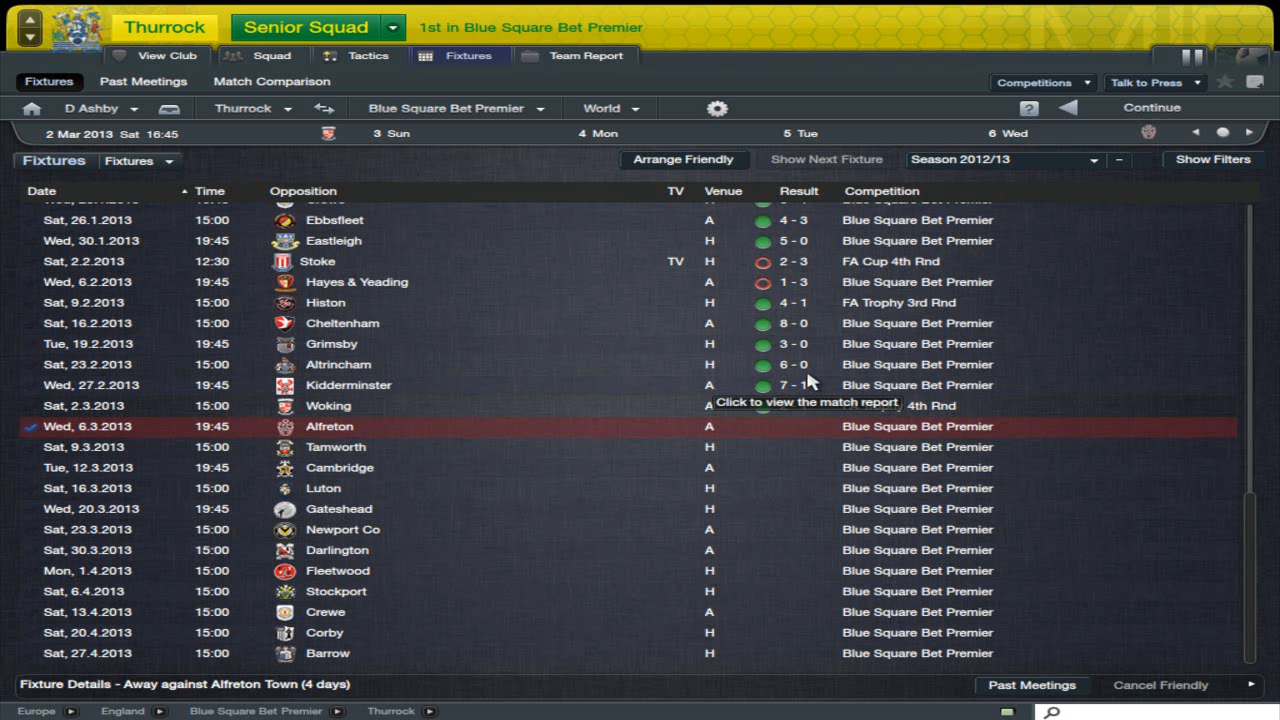 Thurrock Senior Squad 1st in Blue Square Bet Premier
View Club Squad Tactics Fixtures Team Report
Fixtures Past Meetings Match Comparison Competitions Talk to Press
D Ashby Thurrock Blue Square Bet Premier World ? Continue
2 Mar 2013 Sat 16:45 3 Sun 4 Mon 5 Tue 6 Wed
Fixtures Fixtures Arrange Friendly Show Next Fixture Season 2012/13 - Show Filters
Date Time Opposition TV Venue Result Competition
Sat, 26.1.2013 15:00 Ebbsfleet A 4 - 3 Blue Square Bet Premier
Wed, 30.1.2013 19:45 Eastleigh H 5 - 0 Blue Square Bet Premier
Sat, 2.2.2013 12:30 Stoke TV H 2 - 3 FA Cup 4th Rnd
Wed, 6.2.2013 19:45 Hayes & Yeading A 1 - 3 Blue Square Bet Premier
Sat, 9.2.2013 15:00 Histon H 4 - 1 FA Trophy 3rd Rnd
Sat, 16.2.2013 15:00 Cheltenham A 8 - 0 Blue Square Bet Premier
Tue, 19.2.2013 19:45 Grimsby H 3 - 0 Blue Square Bet Premier
Sat, 23.2.2013 15:00 Altrincham H 6 - 0 Blue Square Bet Premier
Wed, 27.2.2013 19:45 Kidderminster A 7 - 1 Blue Square Bet Premier
Click to view the match report
Sat, 2.3.2013 15:00 Woking A 4th Rnd
Wed, 6.3.2013 19:45 Alfreton A Blue Square Bet Premier
Sat, 9.3.2013 15:00 Tamworth H Blue Square Bet Premier
Tue, 12.3.2013 19:45 Cambridge A Blue Square Bet Premier
Sat, 16.3.2013 15:00 Luton H Blue Square Bet Premier
Wed, 20.3.2013 19:45 Gateshead H Blue Square Bet Premier
Sat, 23.3.2013 15:00 Newport Co A Blue Square Bet Premier
Sat, 30.3.2013 15:00 Darlington A Blue Square Bet Premier
Mon, 1.4.2013 15:00 Fleetwood H Blue Square Bet Premier
Sat, 6.4.2013 15:00 Stockport H Blue Square Bet Premier
Sat, 13.4.2013 15:00 Crewe A Blue Square Bet Premier
Sat, 20.4.2013 15:00 Corby H Blue Square Bet Premier
Sat, 27.4.2013 15:00 Barrow H Blue Square Bet Premier
Fixture Details - Away against Alfreton Town (4 days) Past Meetings Cancel Friendly
Europe England Blue Square Bet Premier Thurrock